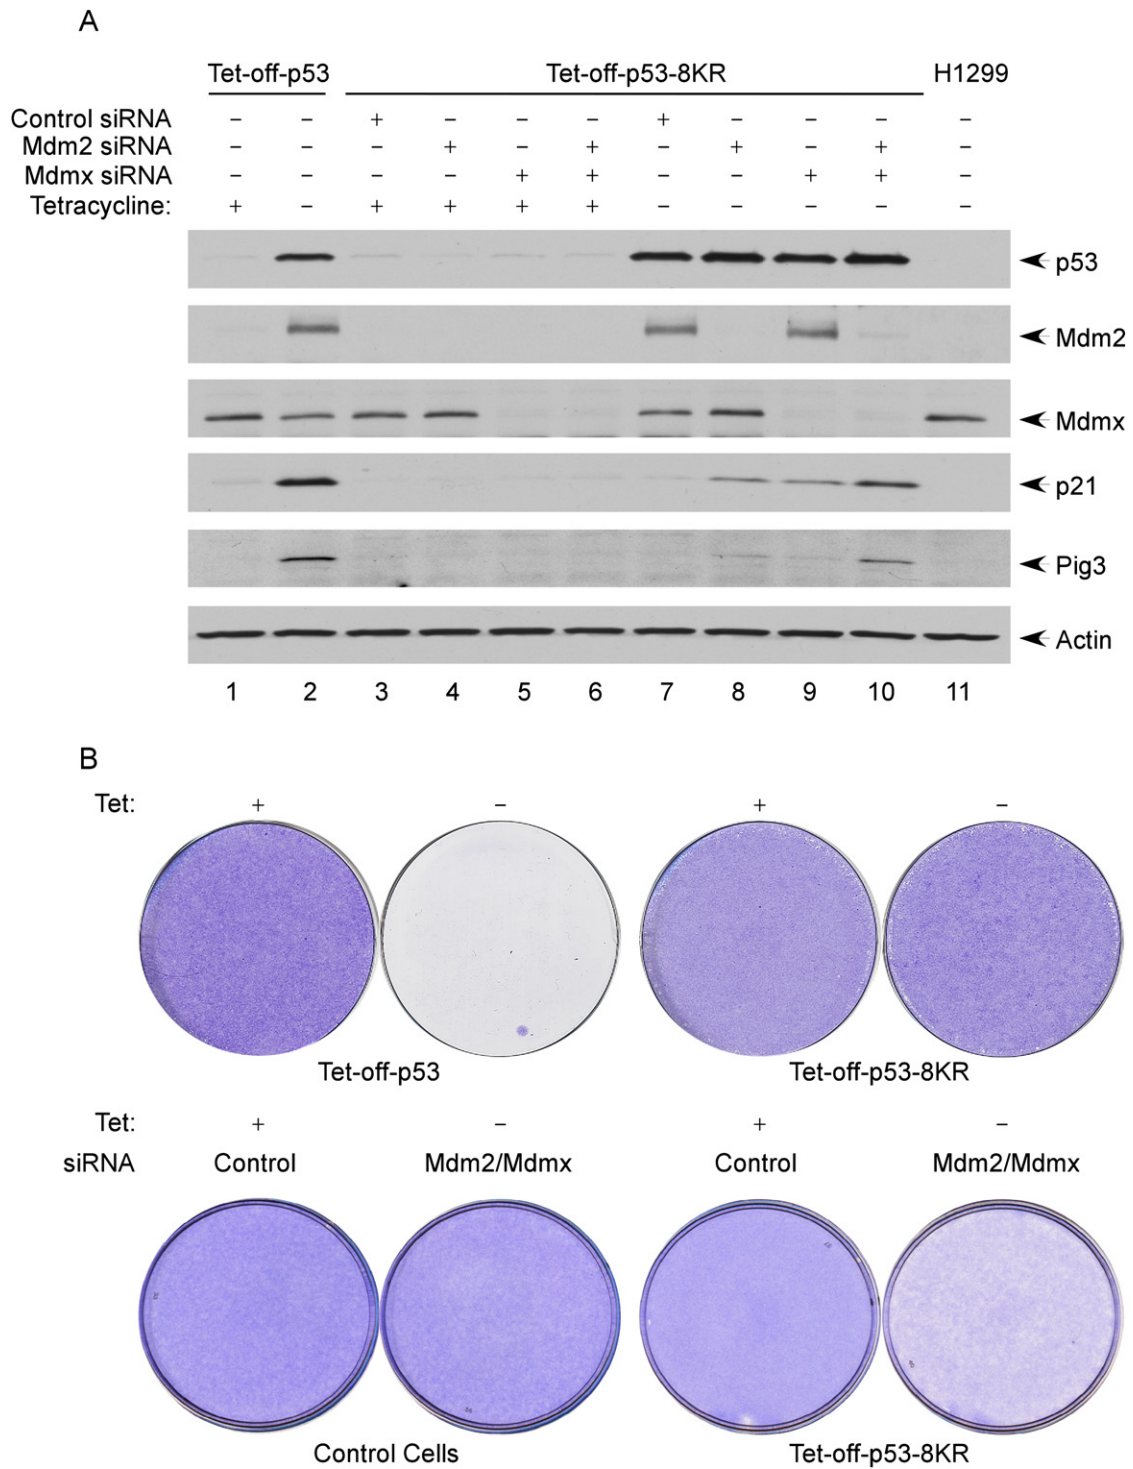 A
Tet-off-p53 Tet-off-p53-8KR H1299
Control siRNA − − + − − − + − − − −
Mdm2 siRNA − − − + − + − + − + −
Mdmx siRNA − − − − + + − − + + −
Tetracycline: + − + + + + − − − − −
p53
Mdm2
Mdmx
p21
Pig3
Actin
1 2 3 4 5 6 7 8 9 10 11
B
Tet: + − + −
Tet-off-p53 Tet-off-p53-8KR
Tet: + − + −
siRNA Control Mdm2/Mdmx Control Mdm2/Mdmx
Control Cells Tet-off-p53-8KR